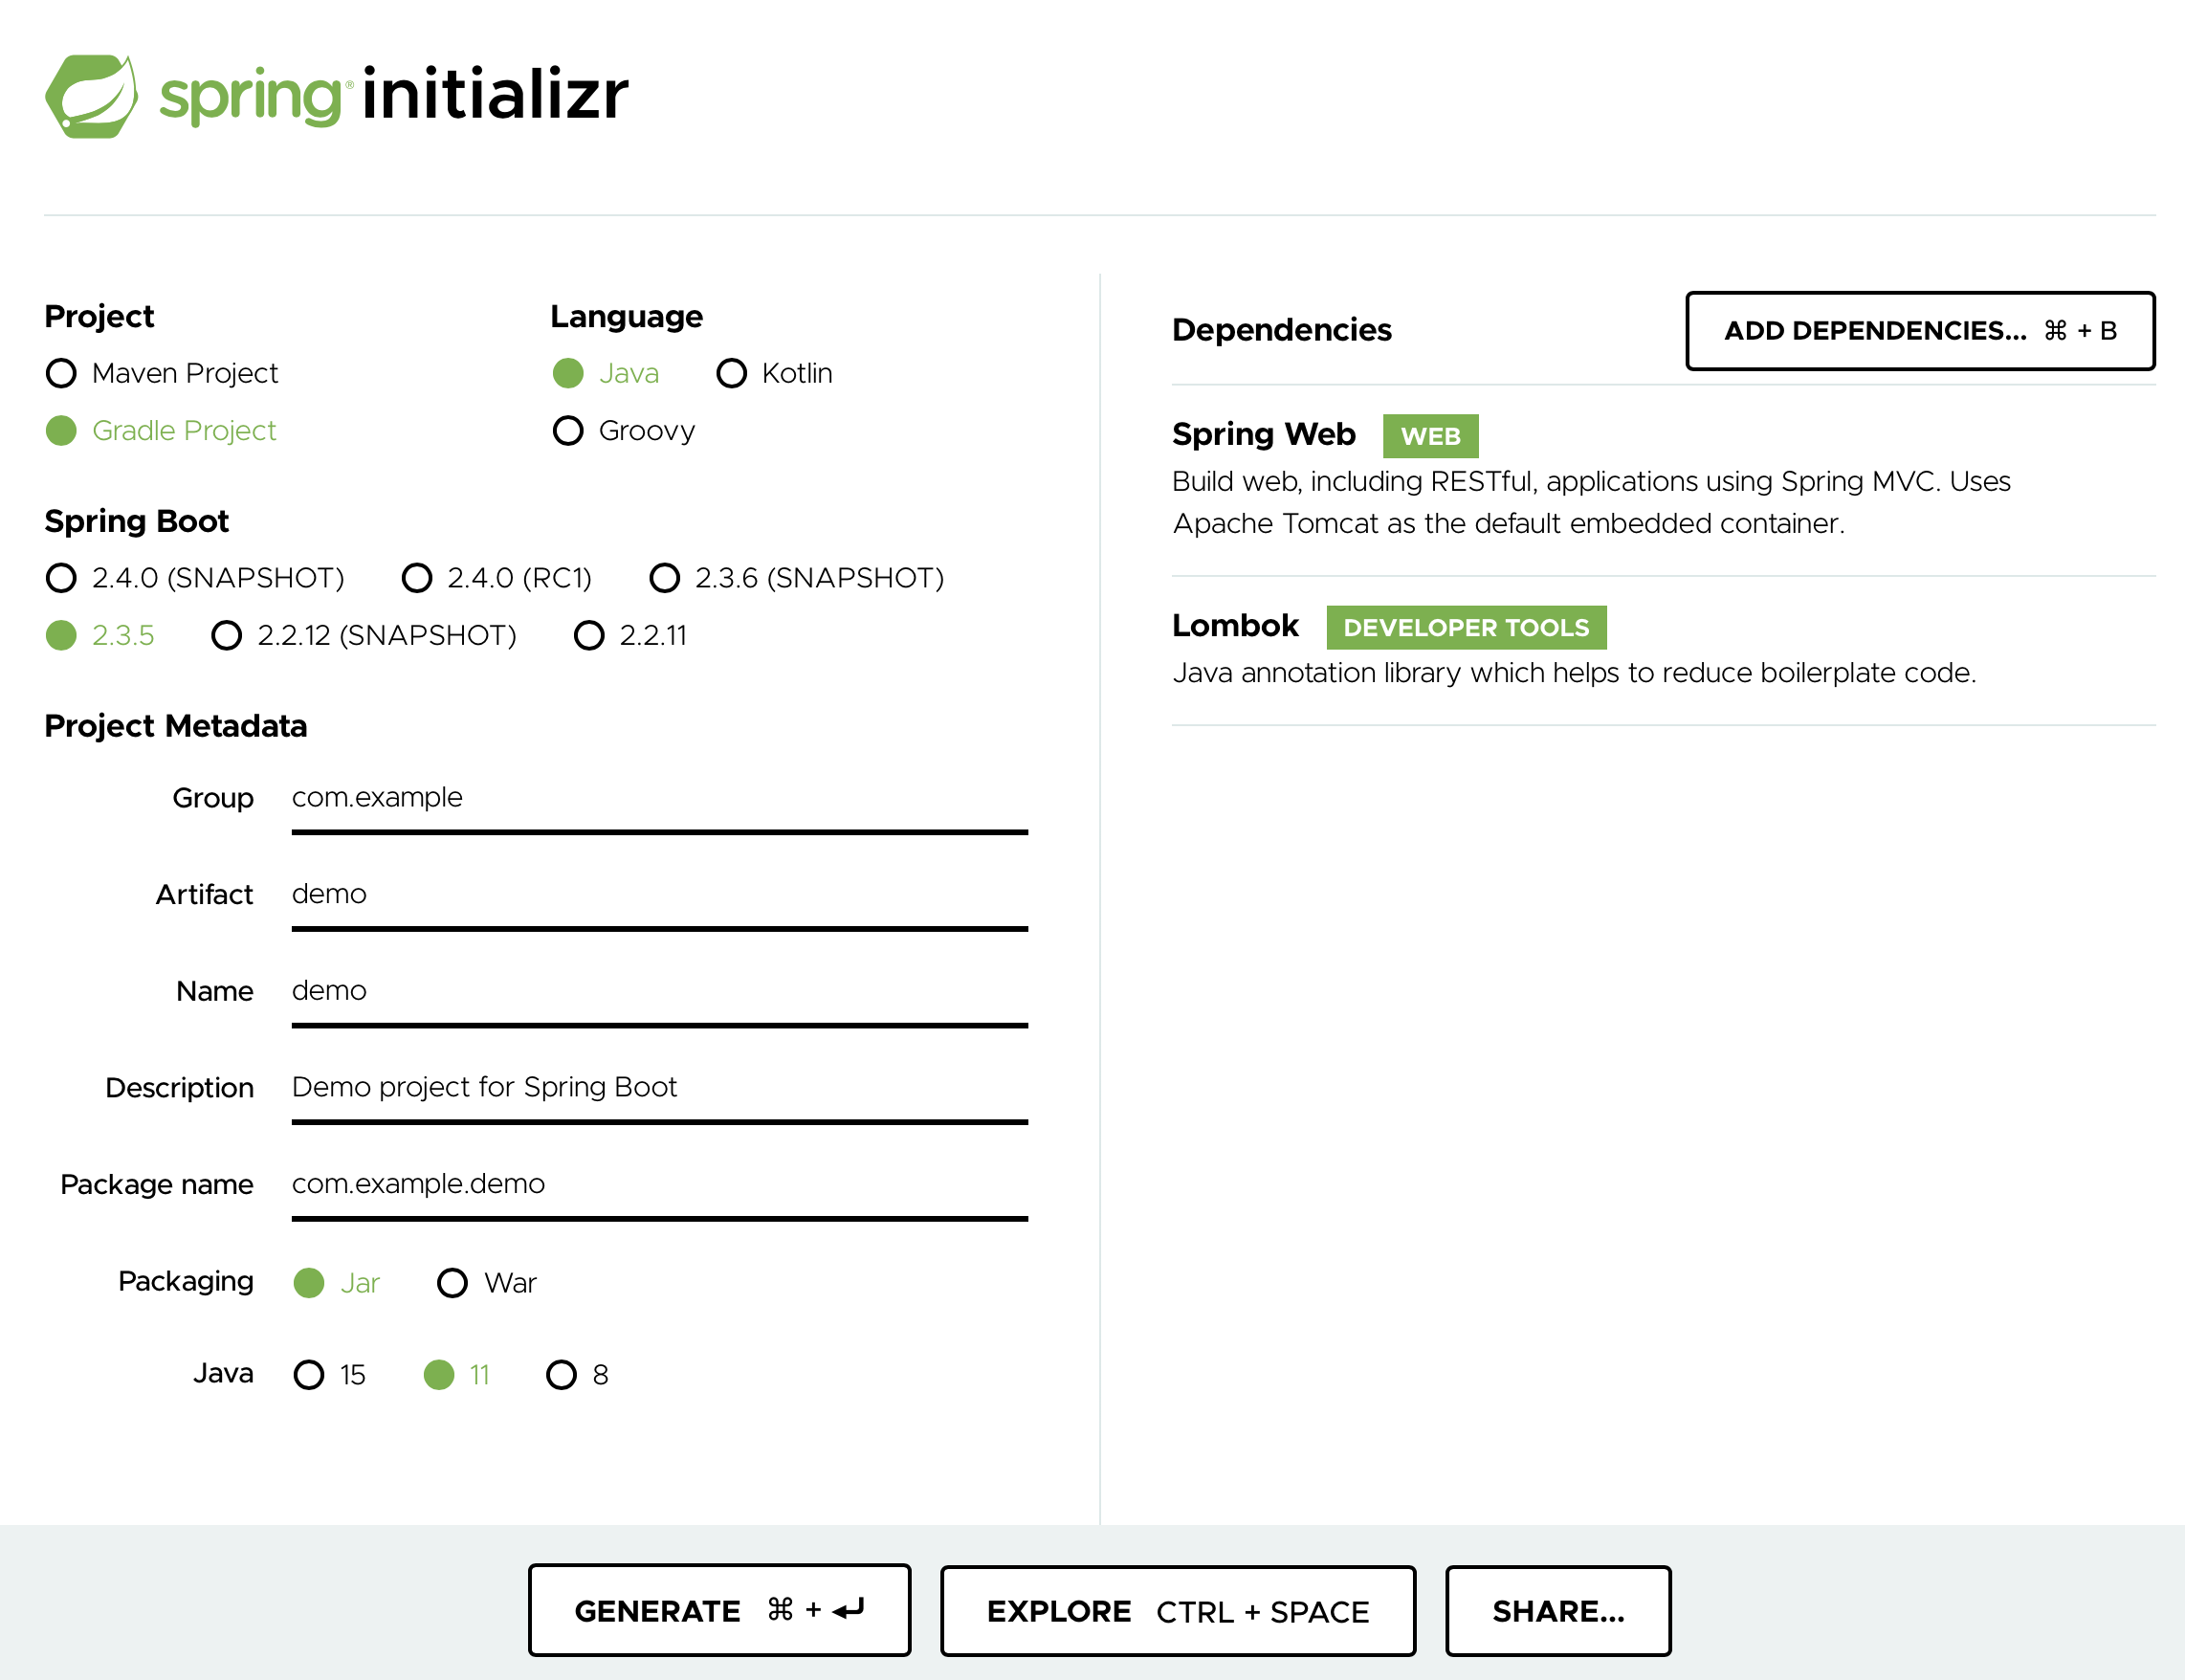 spring® initializr
Project
Maven Project
Gradle Project
Language
Java Kotlin
Groovy
Spring Boot
2.4.0 (SNAPSHOT) 2.4.0 (RC1) 2.3.6 (SNAPSHOT)
2.3.5 2.2.12 (SNAPSHOT) 2.2.11
Project Metadata
Group com.example
Artifact demo
Name demo
Description Demo project for Spring Boot
Package name com.example.demo
Packaging Jar War
Java 15 11 8
Dependencies ADD DEPENDENCIES... ⌘ + B
Spring Web WEB
Build web, including RESTful, applications using Spring MVC. Uses
Apache Tomcat as the default embedded container.
Lombok DEVELOPER TOOLS
Java annotation library which helps to reduce boilerplate code.
GENERATE ⌘ + ↵ EXPLORE CTRL + SPACE SHARE...